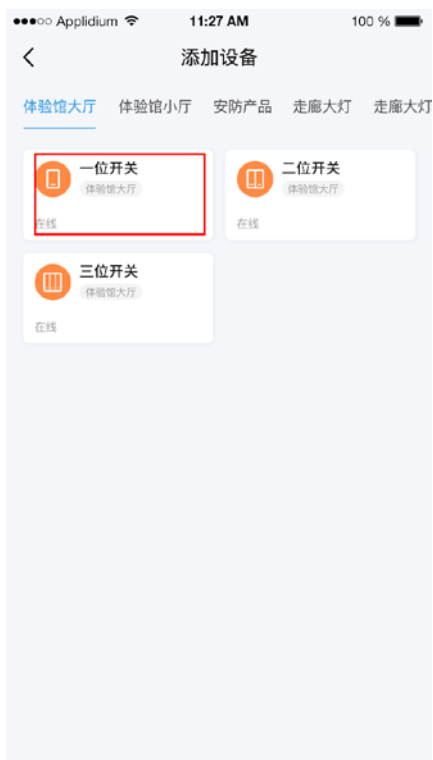 Applidium 11:27 AM 100 %
添加设备
体验馆大厅 体验馆小厅 安防产品 走廊大灯 走廊大灯
一位开关 二位开关
体验馆大厅 体验馆大厅
在线 在线
三位开关
体验馆大厅
在线